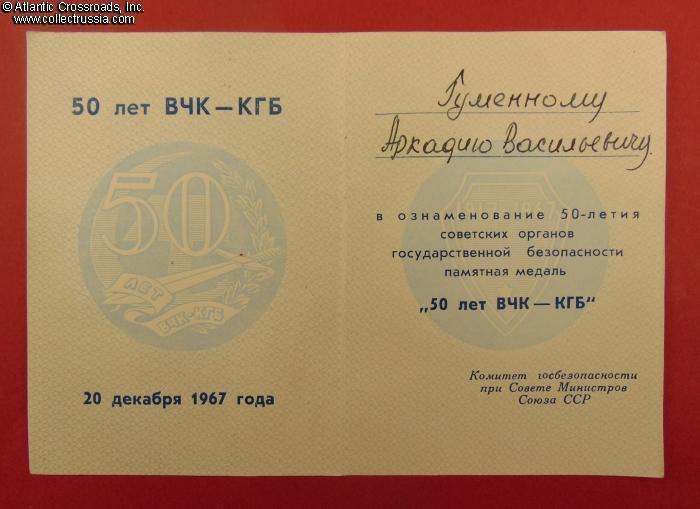 © Atlantic Crossroads, Inc.
www.collectrussia.com
50 лет ВЧК — КГБ
50
ЛЕТ
ВЧК-КГБ
20 декабря 1967 года
Гуменному
Аркадию Васильевичу
1917-1967
в ознаменование 50-летия
советских органов
государственной безопасности
памятная медаль
„50 лет ВЧК — КГБ“
Комитет госбезопасности
при Совете Министров
Союза ССР